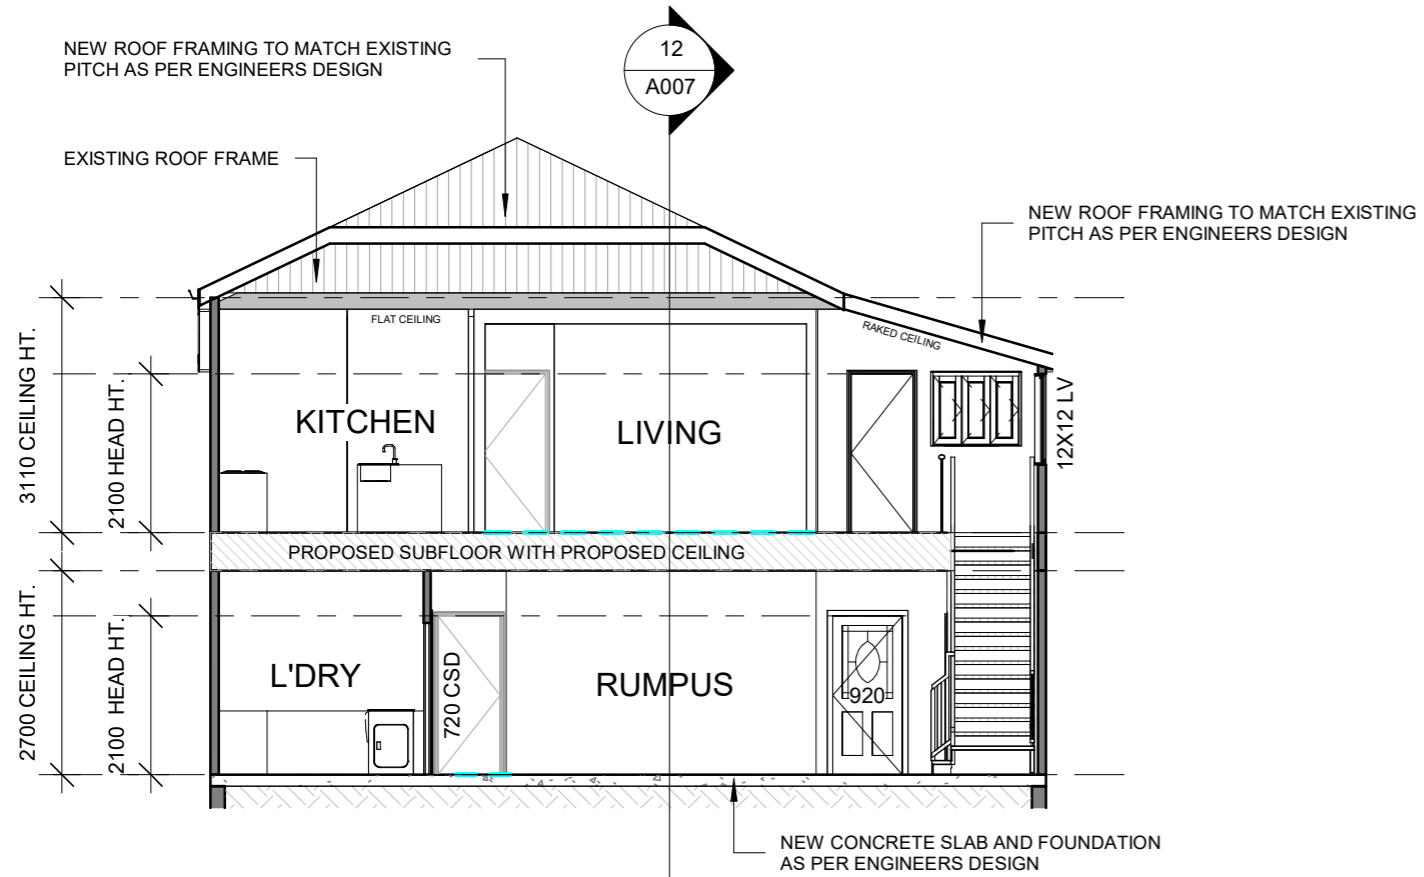 NEW ROOF FRAMING TO MATCH EXISTING
PITCH AS PER ENGINEERS DESIGN
12
A007
EXISTING ROOF FRAME
NEW ROOF FRAMING TO MATCH EXISTING
PITCH AS PER ENGINEERS DESIGN
FLAT CEILING
RAKED CEILING
3110 CEILING HT.
2100 HEAD HT.
KITCHEN
LIVING
12X12 LV
PROPOSED SUBFLOOR WITH PROPOSED CEILING
2700 CEILING HT.
2100 HEAD HT.
L'DRY
720 CSD
RUMPUS
920
NEW CONCRETE SLAB AND FOUNDATION
AS PER ENGINEERS DESIGN